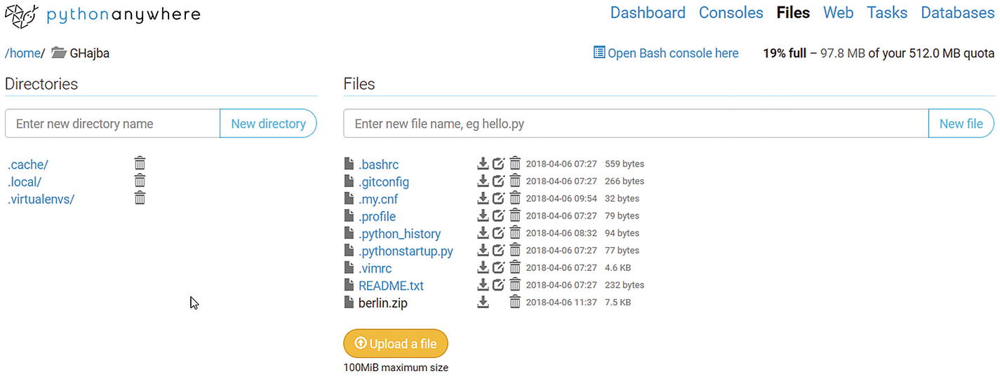 pythonanywhere
Dashboard Consoles Files Web Tasks Databases
/home/ GHajba
Open Bash console here 19% full – 97.8 MB of your 512.0 MB quota
Directories
Enter new directory name New directory
.cache/
.local/
.virtualenvs/
Files
Enter new file name, eg hello.py New file
.bashrc 2018-04-06 07:27 559 bytes
.gitconfig 2018-04-06 07:27 266 bytes
.my.cnf 2018-04-06 09:54 32 bytes
.profile 2018-04-06 07:27 79 bytes
.python_history 2018-04-06 08:32 94 bytes
.pythonstartup.py 2018-04-06 07:27 77 bytes
.vimrc 2018-04-06 07:27 4.6 KB
README.txt 2018-04-06 07:27 232 bytes
berlin.zip 2018-04-06 11:37 7.5 KB
Upload a file
100MiB maximum size